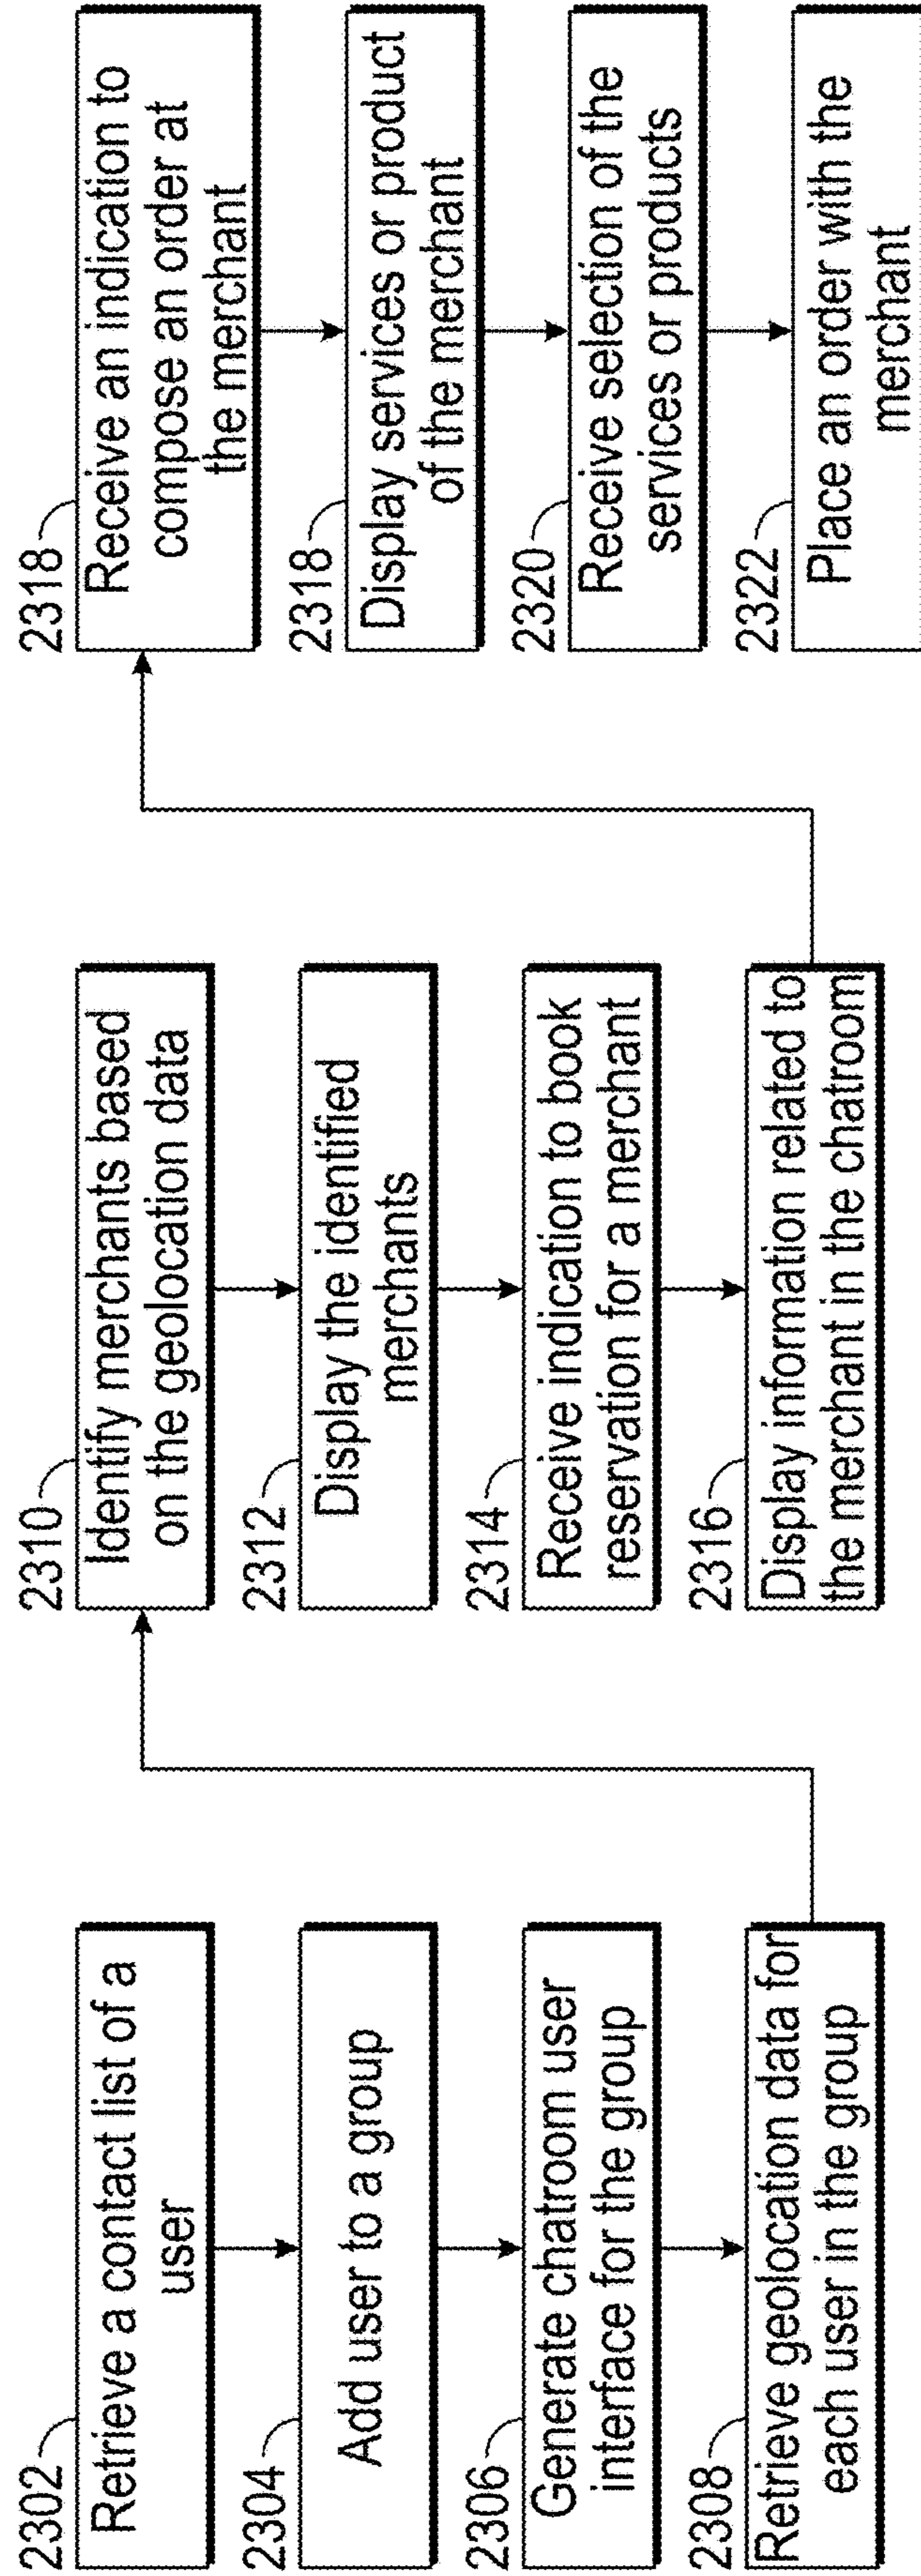 2302
Retrieve a contact list of a
user
2304
Add user to a group
2306
Generate chatroom user
interface for the group
2308
Retrieve geolocation data for
each user in the group
2310
Identify merchants based
on the geolocation data
2312
Display the identified
merchants
2314
Receive indication to book
reservation for a merchant
2316
Display information related to
the merchant in the chatroom
2318
Receive an indication to
compose an order at
the merchant
2318
Display services or product
of the merchant
2320
Receive selection of the
services or products
2322
Place an order with the
merchant